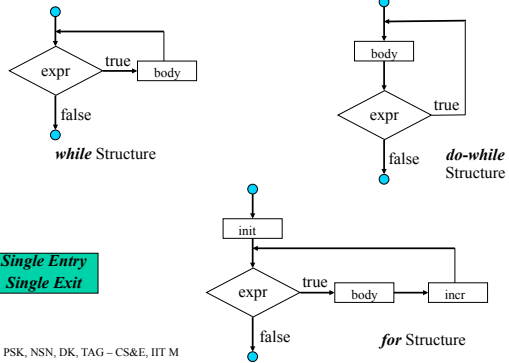 expr
true
body
false
while Structure
body
expr
true
false
do-while
Structure
init
expr
true
body
incr
false
for Structure
Single Entry
Single Exit
PSK, NSN, DK, TAG – CS&E, IIT M